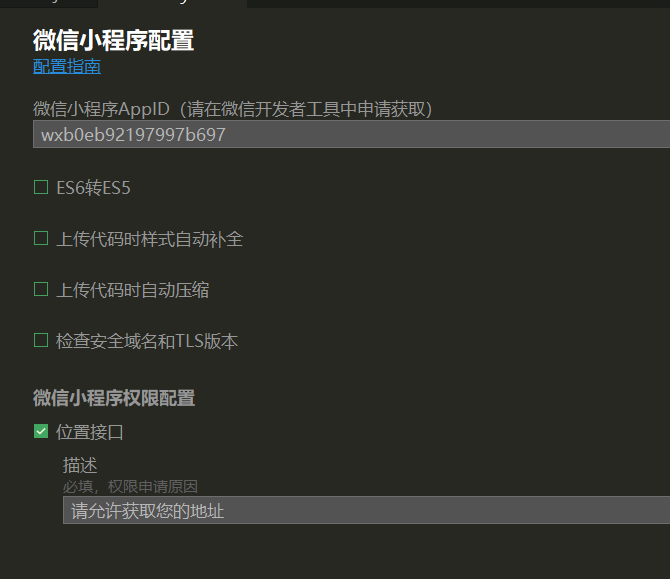 微信小程序配置
配置指南
微信小程序AppID（请在微信开发者工具中申请获取）
wxb0eb92197997b697
ES6转ES5
上传代码时样式自动补全
上传代码时自动压缩
检查安全域名和TLS版本
微信小程序权限配置
位置接口
描述
必填，权限申请原因
请允许获取您的地址